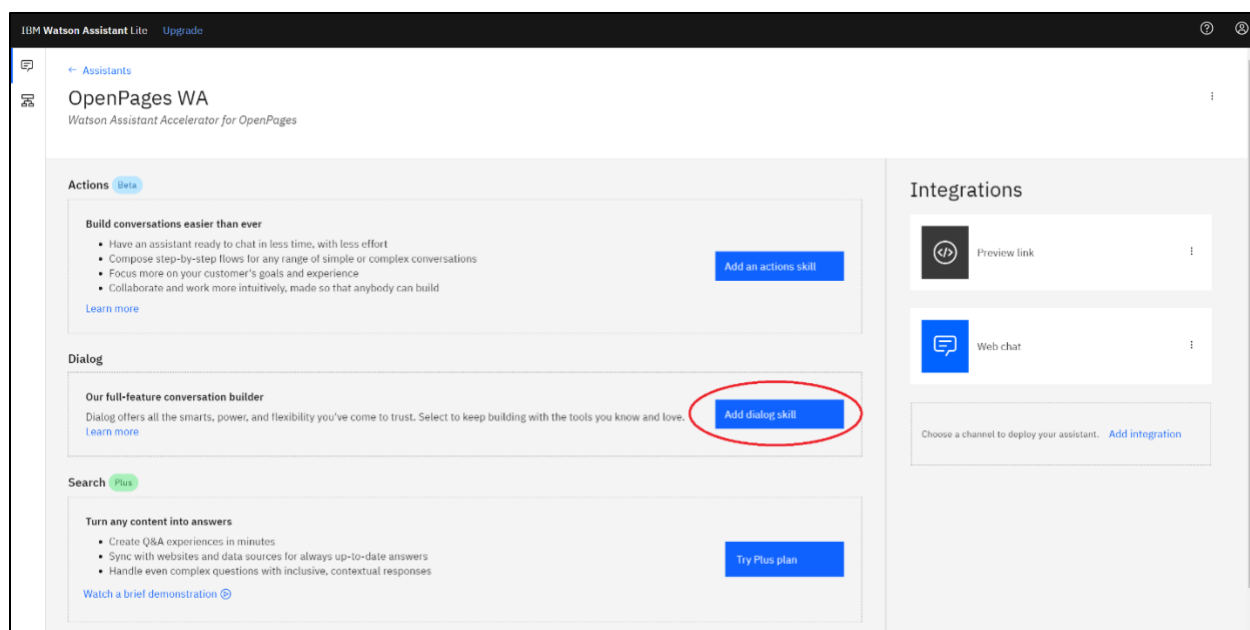 IBM Watson Assistant Lite Upgrade
← Assistants
OpenPages WA
Watson Assistant Accelerator for OpenPages
Actions Beta
Build conversations easier than ever
• Have an assistant ready to chat in less time, with less effort
• Compose step-by-step flows for any range of simple or complex conversations
• Focus more on your customer's goals and experience
• Collaborate and work more intuitively, made so that anybody can build
Learn more
Add an actions skill
Dialog
Our full-feature conversation builder
Dialog offers all the smarts, power, and flexibility you've come to trust. Select to keep building with the tools you know and love.
Learn more
Add dialog skill
Search Plus
Turn any content into answers
• Create Q&A experiences in minutes
• Sync with websites and data sources for always up-to-date answers
• Handle even complex questions with inclusive, contextual responses
Watch a brief demonstration
Try Plus plan
Integrations
Preview link
Web chat
Choose a channel to deploy your assistant. Add integration